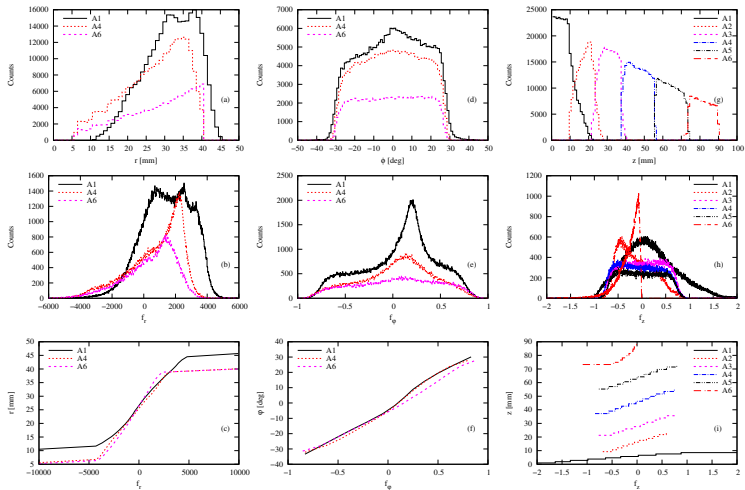 16000
14000
12000
10000
8000
6000
4000
2000
0
Counts
A1
A4
A6
(a)
0 5 10 15 20 25 30 35 40 45 50
r [mm]
7000
6000
5000
4000
3000
2000
1000
0
Counts
A1
A4
A6
(d)
−50 −40 −30 −20 −10 0 10 20 30 40 50
ϕ [deg]
25000
20000
15000
10000
5000
0
Counts
A1
A2
A3
A4
A5
A6
(g)
0 10 20 30 40 50 60 70 80 90 100
z [mm]
1600
1400
1200
1000
800
600
400
200
0
Counts
A1
A4
A6
(b)
−6000 −4000 −2000 0 2000 4000 6000
f_r
2500
2000
1500
1000
500
0
Counts
A1
A4
A6
(e)
−1 −0.5 0 0.5 1
f_φ
1200
1000
800
600
400
200
0
Counts
A1
A2
A3
A4
A5
A6
(h)
−2 −1.5 −1 −0.5 0 0.5 1 1.5 2
f_z
50
45
40
35
30
25
20
15
10
5
r [mm]
A1
A4
A6
(c)
−10000 −5000 0 5000 10000
f_r
40
30
20
10
0
−10
−20
−30
−40
φ [deg]
A1
A4
A6
(f)
−1 −0.5 0 0.5 1
f_φ
90
80
70
60
50
40
30
20
10
0
z [mm]
A1
A2
A3
A4
A5
A6
(i)
−2 −1.5 −1 −0.5 0 0.5 1 1.5 2
f_z